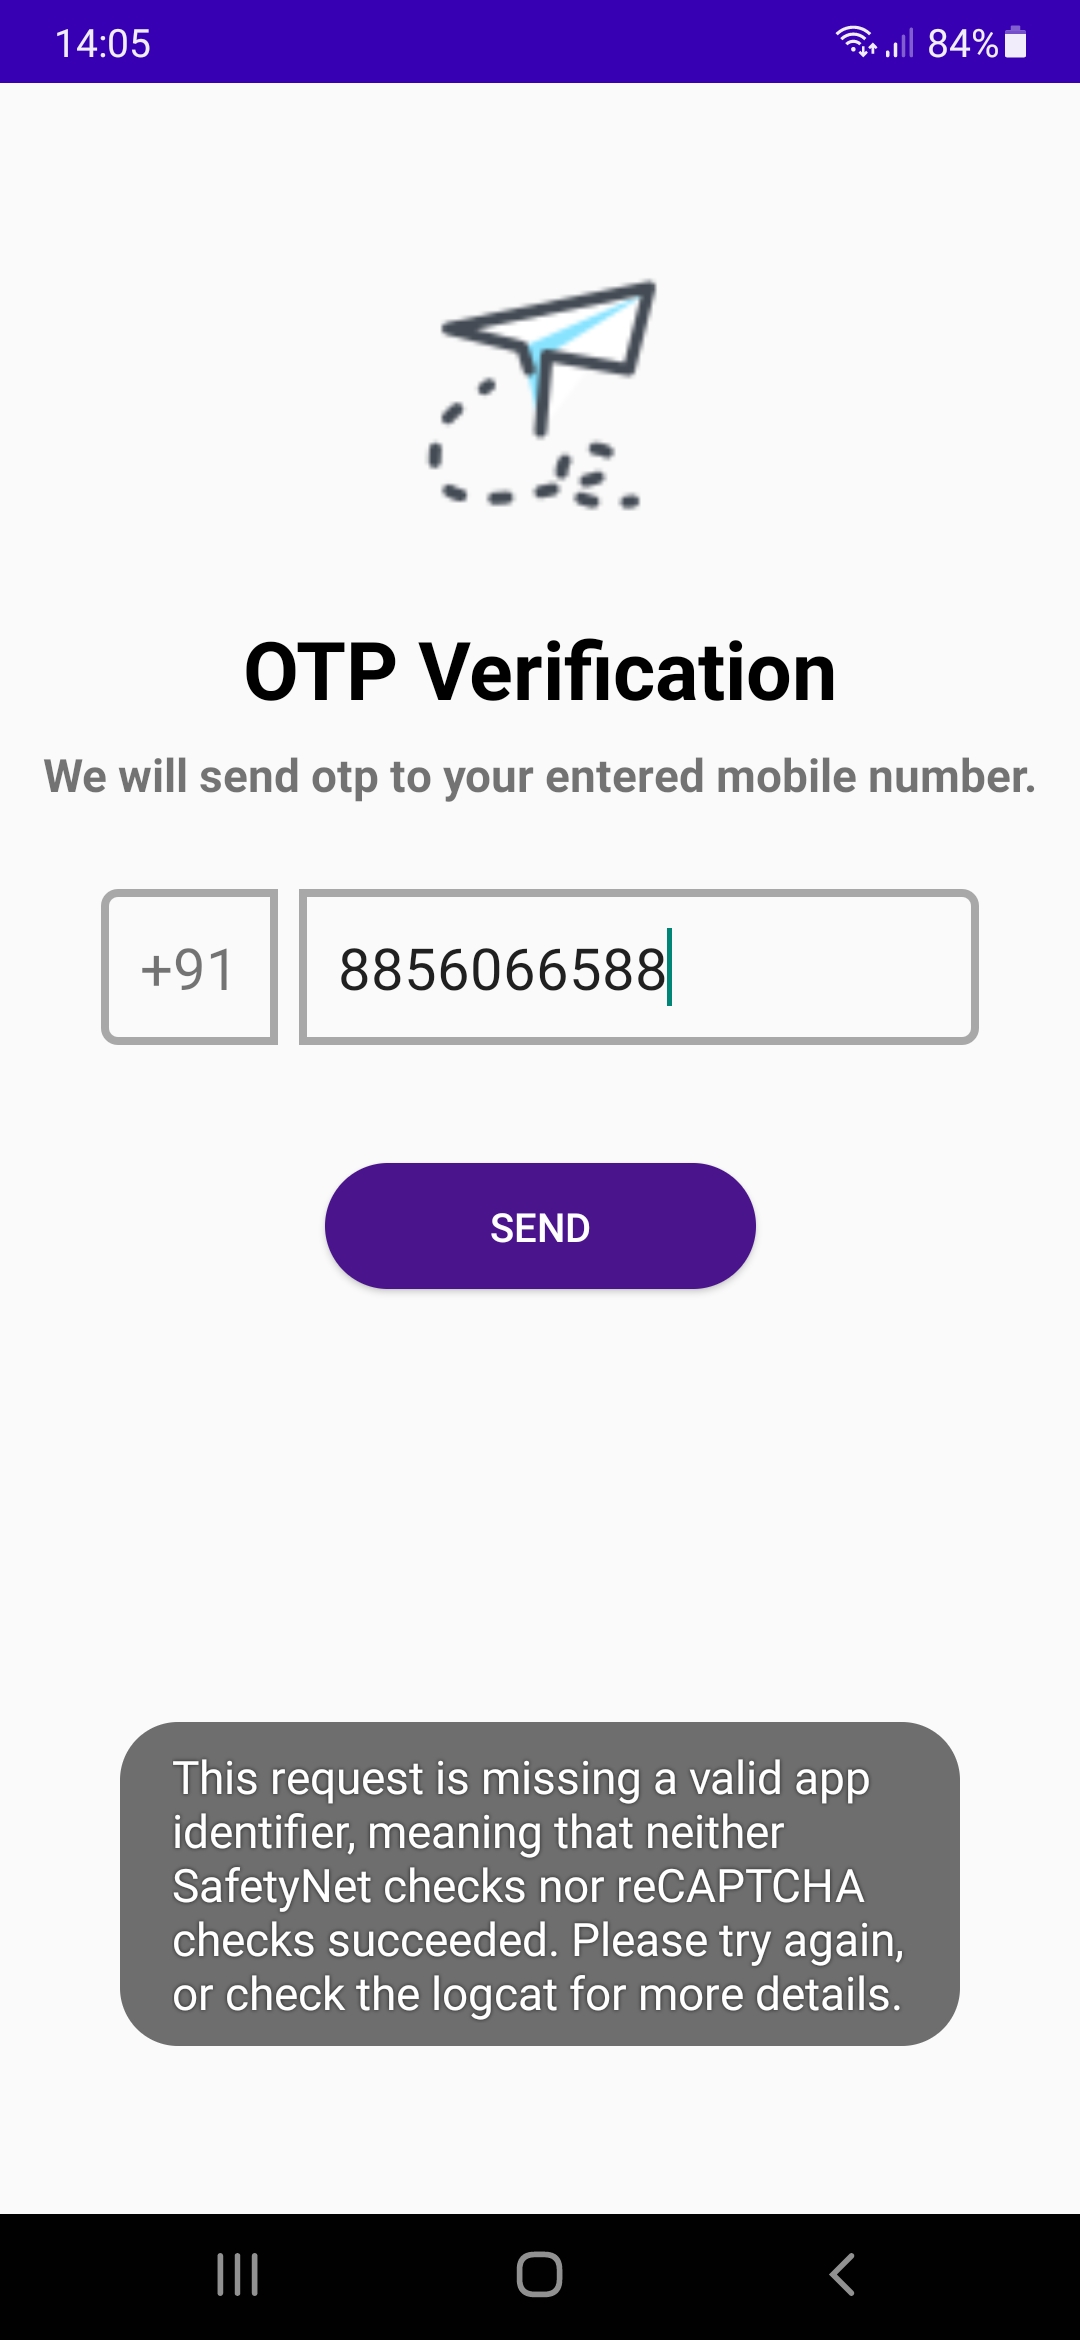 14:05
84%
OTP Verification
We will send otp to your entered mobile number.
+91
8856066588
SEND
This request is missing a valid app
identifier, meaning that neither
SafetyNet checks nor reCAPTCHA
checks succeeded. Please try again,
or check the logcat for more details.